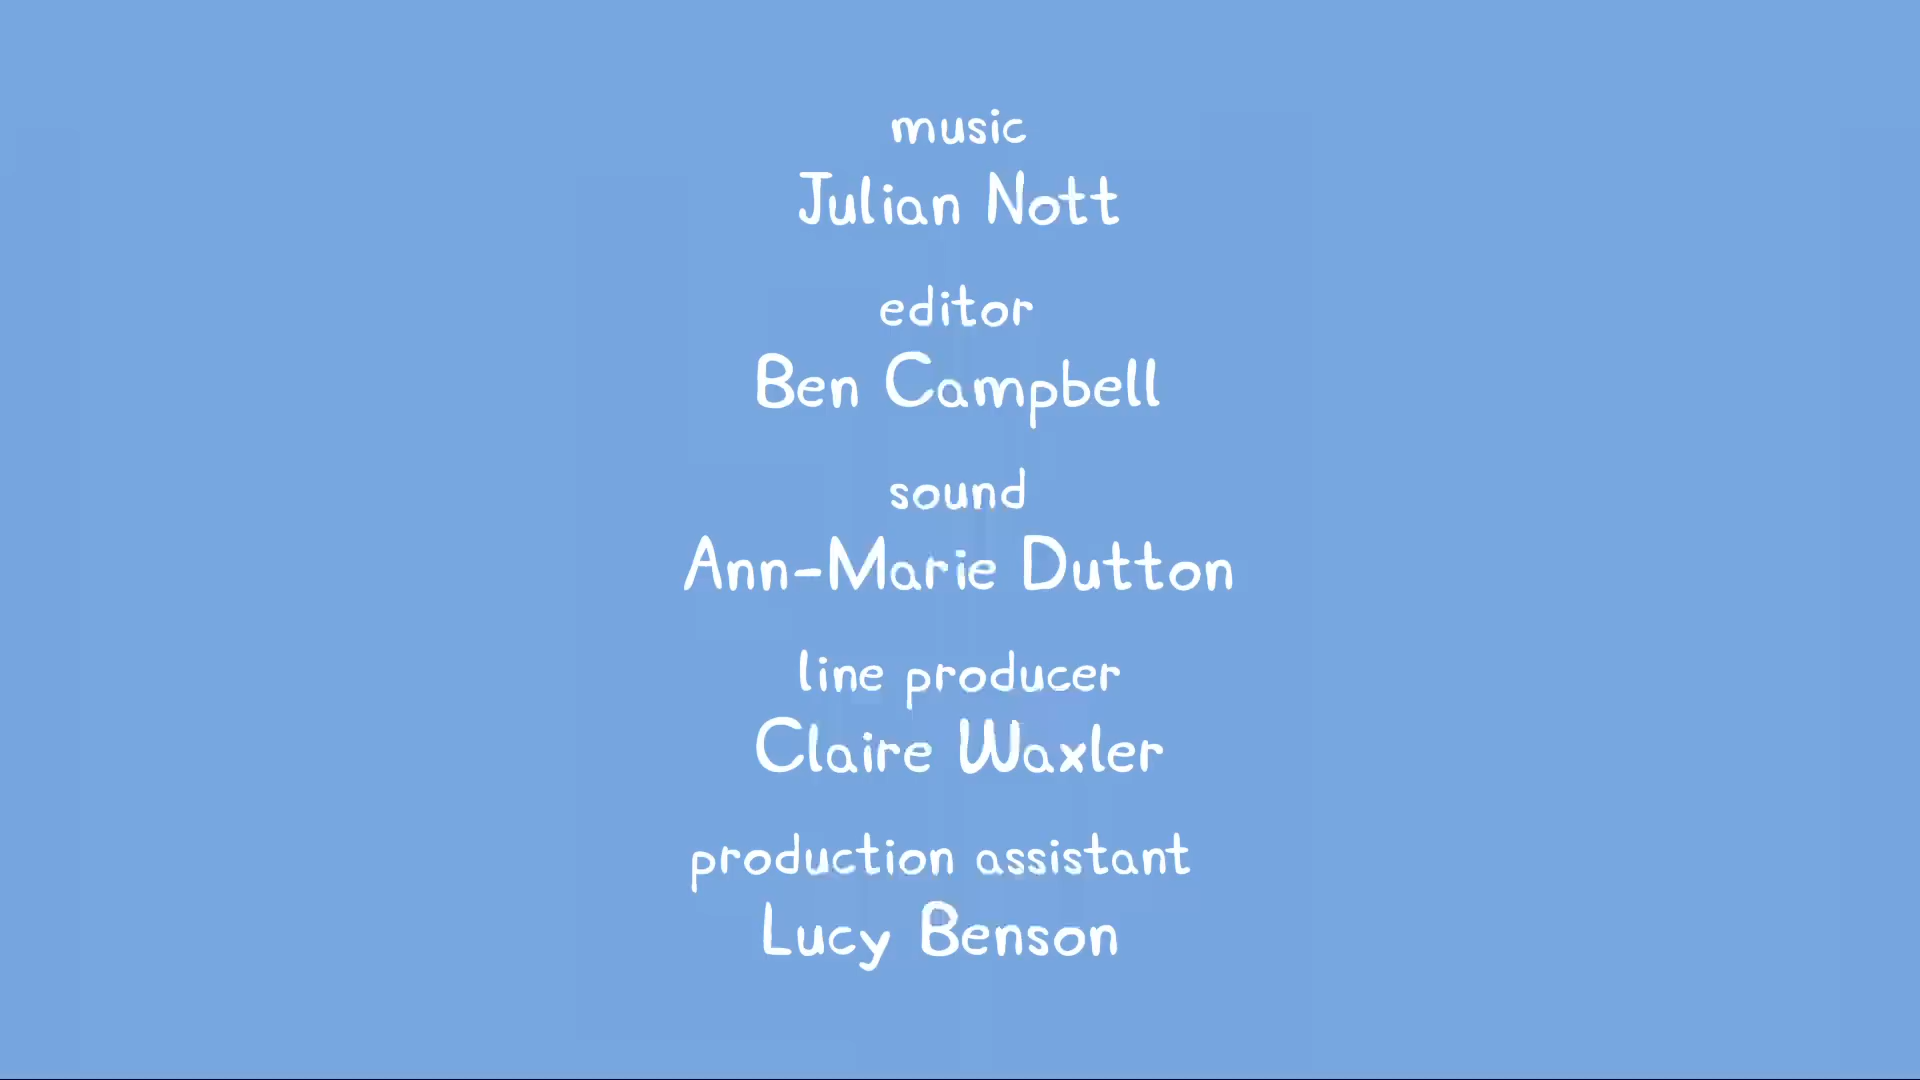 music
Julian Nott
editor
Ben Campbell
sound
Ann-Marie Dutton
line producer
Claire Waxler
production assistant
Lucy Benson